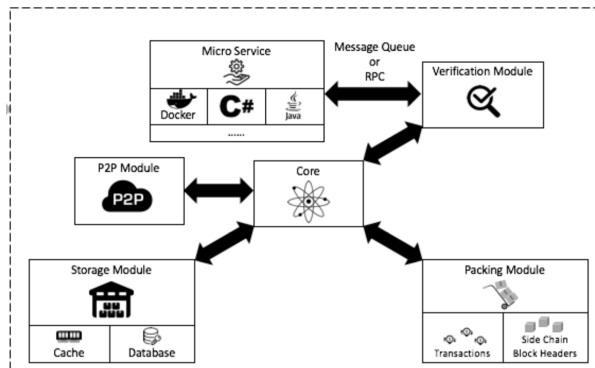 Micro Service
Docker
C#
Java
......
Message Queue
or
RPC
Verification Module
P2P Module
P2P
Core
Storage Module
Cache
Database
Packing Module
Transactions
Side Chain
Block Headers